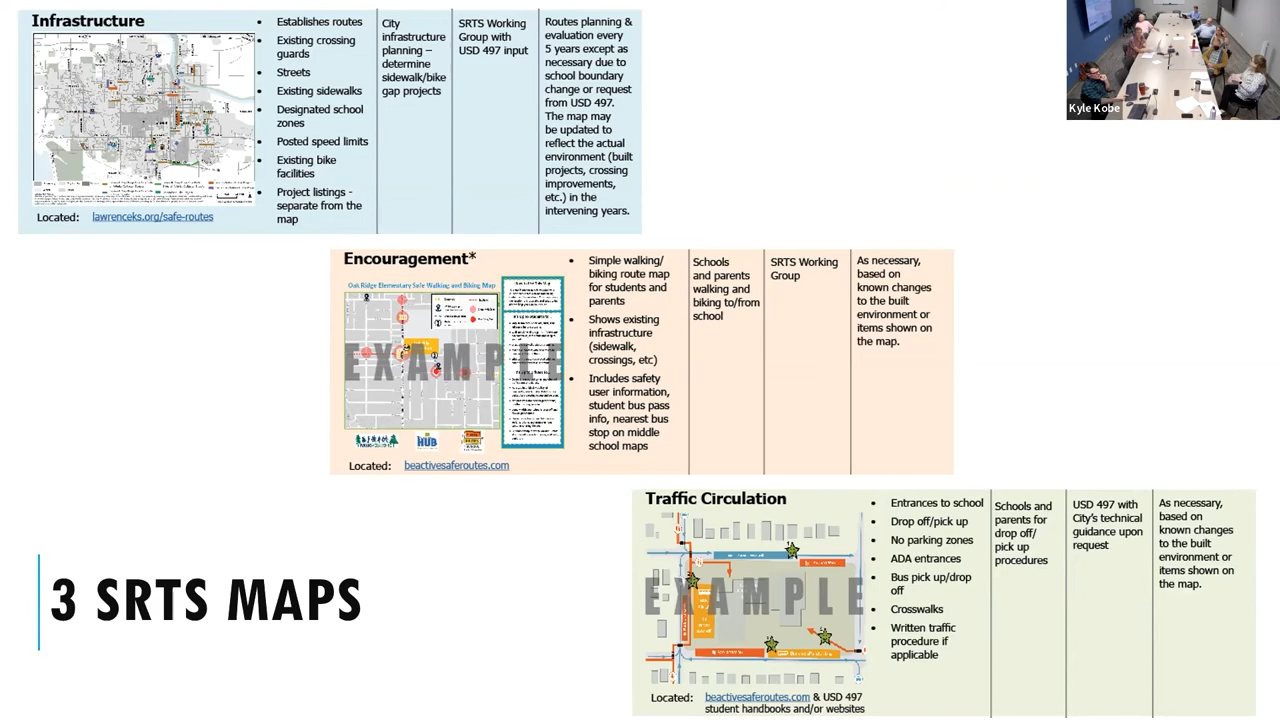 Infrastructure
• Establishes routes
• Existing crossing
guards
• Streets
• Existing sidewalks
• Designated school
zones
• Posted speed limits
• Existing bike
facilities
• Project listings -
separate from the
map
City
infrastructure
planning –
determine
sidewalk/bike
gap projects
SRTS Working
Group with
USD 497 input
Routes planning &
evaluation every
5 years except as
necessary due to
school boundary
change or request
from USD 497.
The map may
be updated to
reflect the actual
environment (built
projects, crossing
improvements,
etc.) in the
intervening years.
Located: lawrenceks.org/safe-routes
Kyle Kobe
Encouragement*
Oak Ridge Elementary Safe Walking and Biking Map
EXAMPLE
HUB
• Simple walking/
biking route map
for students and
parents
• Shows existing
infrastructure
(sidewalk,
crossings, etc)
• Includes safety
user information,
student bus pass
info, nearest bus
stop on middle
school maps
Schools
and parents
walking and
biking to/from
school
SRTS Working
Group
As necessary,
based on
known changes
to the built
environment or
items shown on
the map.
Located: beactivesaferoutes.com
Traffic Circulation
EXAMPLE
• Entrances to school
• Drop off/pick up
• No parking zones
• ADA entrances
• Bus pick up/drop
off
• Crosswalks
• Written traffic
procedure if
applicable
Schools and
parents for
drop off/
pick up
procedures
USD 497 with
City's technical
guidance upon
request
As necessary,
based on
known changes
to the built
environment or
items shown on
the map.
Located: beactivesaferoutes.com & USD 497
student handbooks and/or websites
3 SRTS MAPS